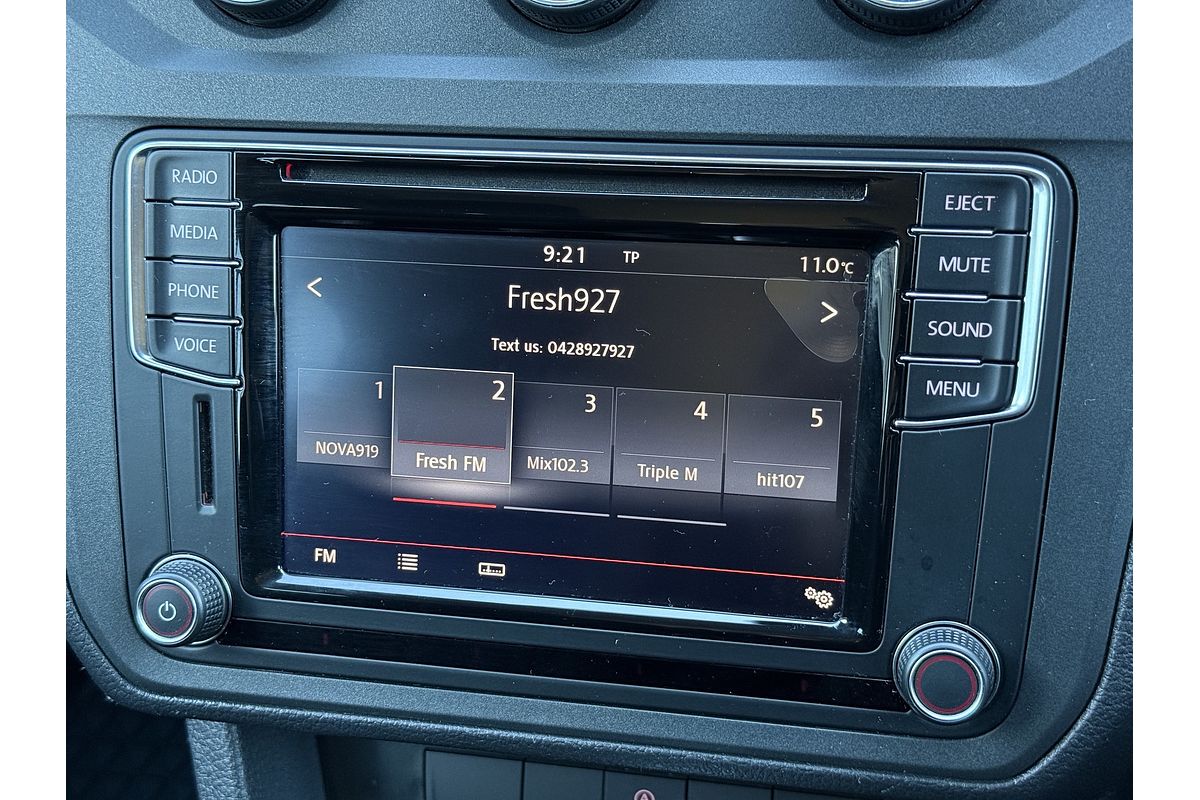 RADIO
MEDIA
PHONE
VOICE
EJECT
MUTE
SOUND
MENU
9:21 TP 11.0°C
< Fresh927 >
Text us: 0428927927
1 2 3 4 5
NOVA919 Fresh FM Mix102.3 Triple M hit107
FM